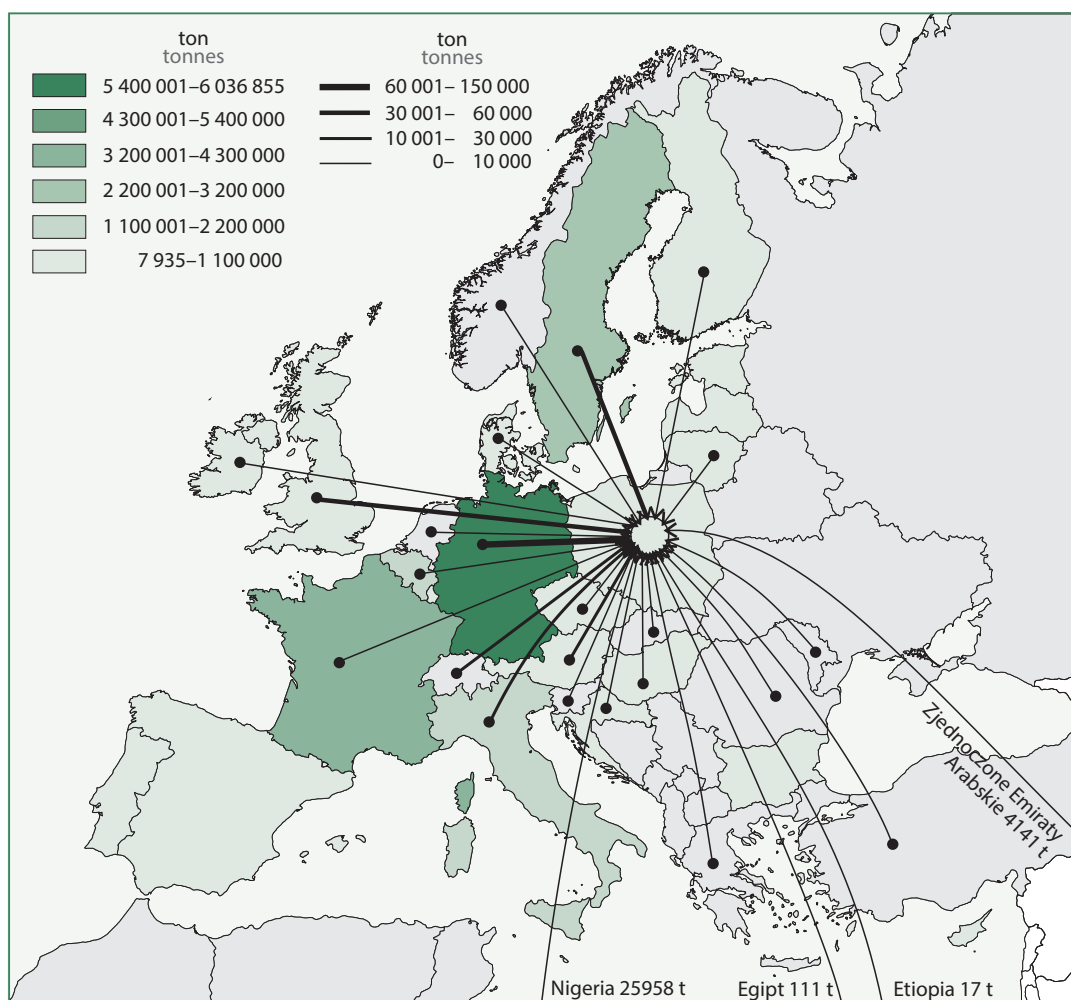 ton
tonnes
5 400 001–6 036 855
4 300 001–5 400 000
3 200 001–4 300 000
2 200 001–3 200 000
1 100 001–2 200 000
7 935–1 100 000
ton
tonnes
60 001– 150 000
30 001– 60 000
10 001– 30 000
0– 10 000
Zjednoczone Emiraty
Arabskie 4141 t
Nigeria 25958 t
Egipt 111 t
Etiopia 17 t